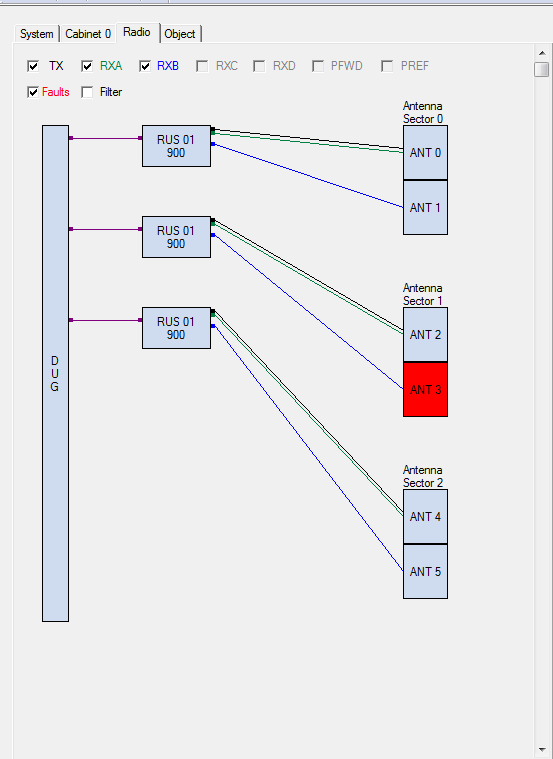 System Cabinet 0 Radio Object
TX RXA RXB RXC RXD PFWD PREF
Faults Filter
Antenna
Sector 0
RUS 01
900
ANT 0
ANT 1
RUS 01
900
Antenna
Sector 1
ANT 2
RUS 01
900
D
U
G
ANT 3
Antenna
Sector 2
ANT 4
ANT 5